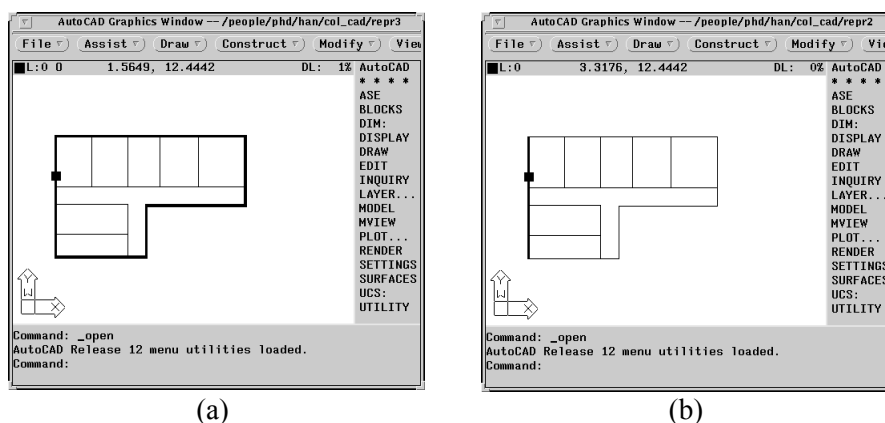 AutoCAD Graphics Window -- /people/phd/han/col_cad/repr3
File Assist Draw Construct Modify View
L:0 0 1.5649, 12.4442 DL: 1% AutoCAD
* * * *
ASE
BLOCKS
DIM:
DISPLAY
DRAW
EDIT
INQUIRY
LAYER...
MODEL
MVIEW
PLOT...
RENDER
SETTINGS
SURFACES
UCS:
UTILITY
Y
W
X
Command: _open
AutoCAD Release 12 menu utilities loaded.
Command:
(a)
AutoCAD Graphics Window -- /people/phd/han/col_cad/repr2
File Assist Draw Construct Modify Vi
L:0 3.3176, 12.4442 DL: 0% AutoCAD
* * * *
ASE
BLOCKS
DIM:
DISPLAY
DRAW
EDIT
INQUIRY
LAYER...
MODEL
MVIEW
PLOT...
RENDER
SETTINGS
SURFACES
UCS:
UTILITY
Y
W
X
Command: _open
AutoCAD Release 12 menu utilities loaded.
Command:
(b)